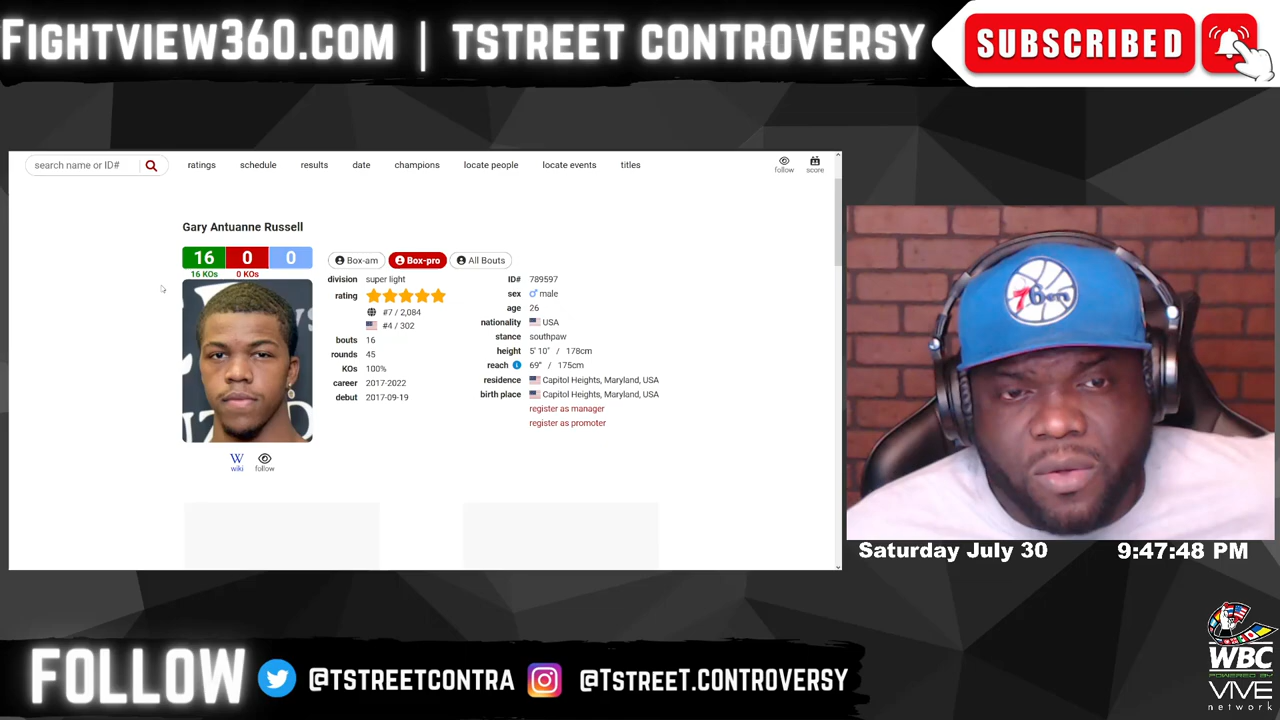 FIGHTVIEW360.COM | TSTREET CONTROVERSY
SUBSCRIBED
search name or ID#
ratings schedule results date champions locate people locate events titles
follow score
Gary Antuanne Russell
16 0 0
16 KOs 0 KOs
Box-am Box-pro All Bouts
division super light
rating
#7 / 2,084
#4 / 302
bouts 16
rounds 45
KOs 100%
career 2017-2022
debut 2017-09-19
ID# 789597
sex ♂ male
age 26
nationality USA
stance southpaw
height 5' 10" / 178cm
reach 69" / 175cm
residence Capitol Heights, Maryland, USA
birth place Capitol Heights, Maryland, USA
register as manager
register as promoter
W
wiki follow
76ers
Saturday July 30 9:47:48 PM
FOLLOW @TSTREETCONTRA @TSTREET.CONTROVERSY
WBC
POWERED BY
VIVE
network